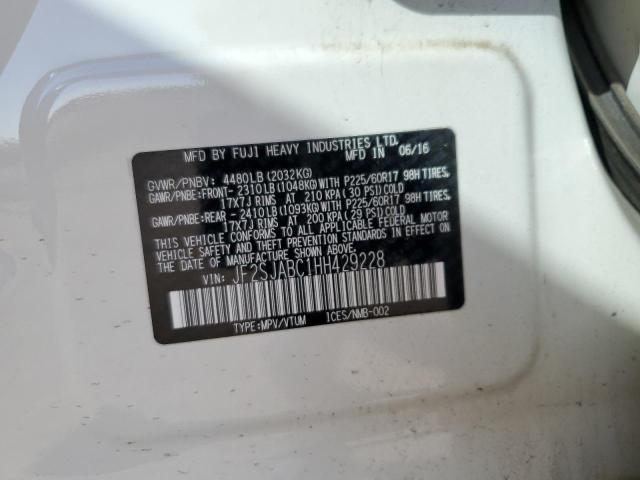 MFD BY FUJI HEAVY INDUSTRIES LTD.
IN 06/16
GVWR/PNBV: 4480LB (2032KG)
GAWR/PNBE:FRONT- 2310LB(1048KG)WITH P225/60R17 98H TIRES.
17X7J RIMS AT 210 KPA (30 PSI)COLD
GAWR/PNBE:REAR - 2410LB(1093KG)WITH P225/60R17 98H TIRES.
17X7J RIMS AT 200 KPA (29 PSI)COLD
THIS VEHICLE CONFORMS TO ALL APPLICABLE FEDERAL MOTOR
VEHICLE SAFETY AND THEFT PREVENTION STANDARDS IN EFFECT ON
THE DATE OF MANUFACTURE SHOWN ABOVE.
VIN: JF2SJABC1HH429228
TYPE:MPV/VTUM ICES/NMB-002